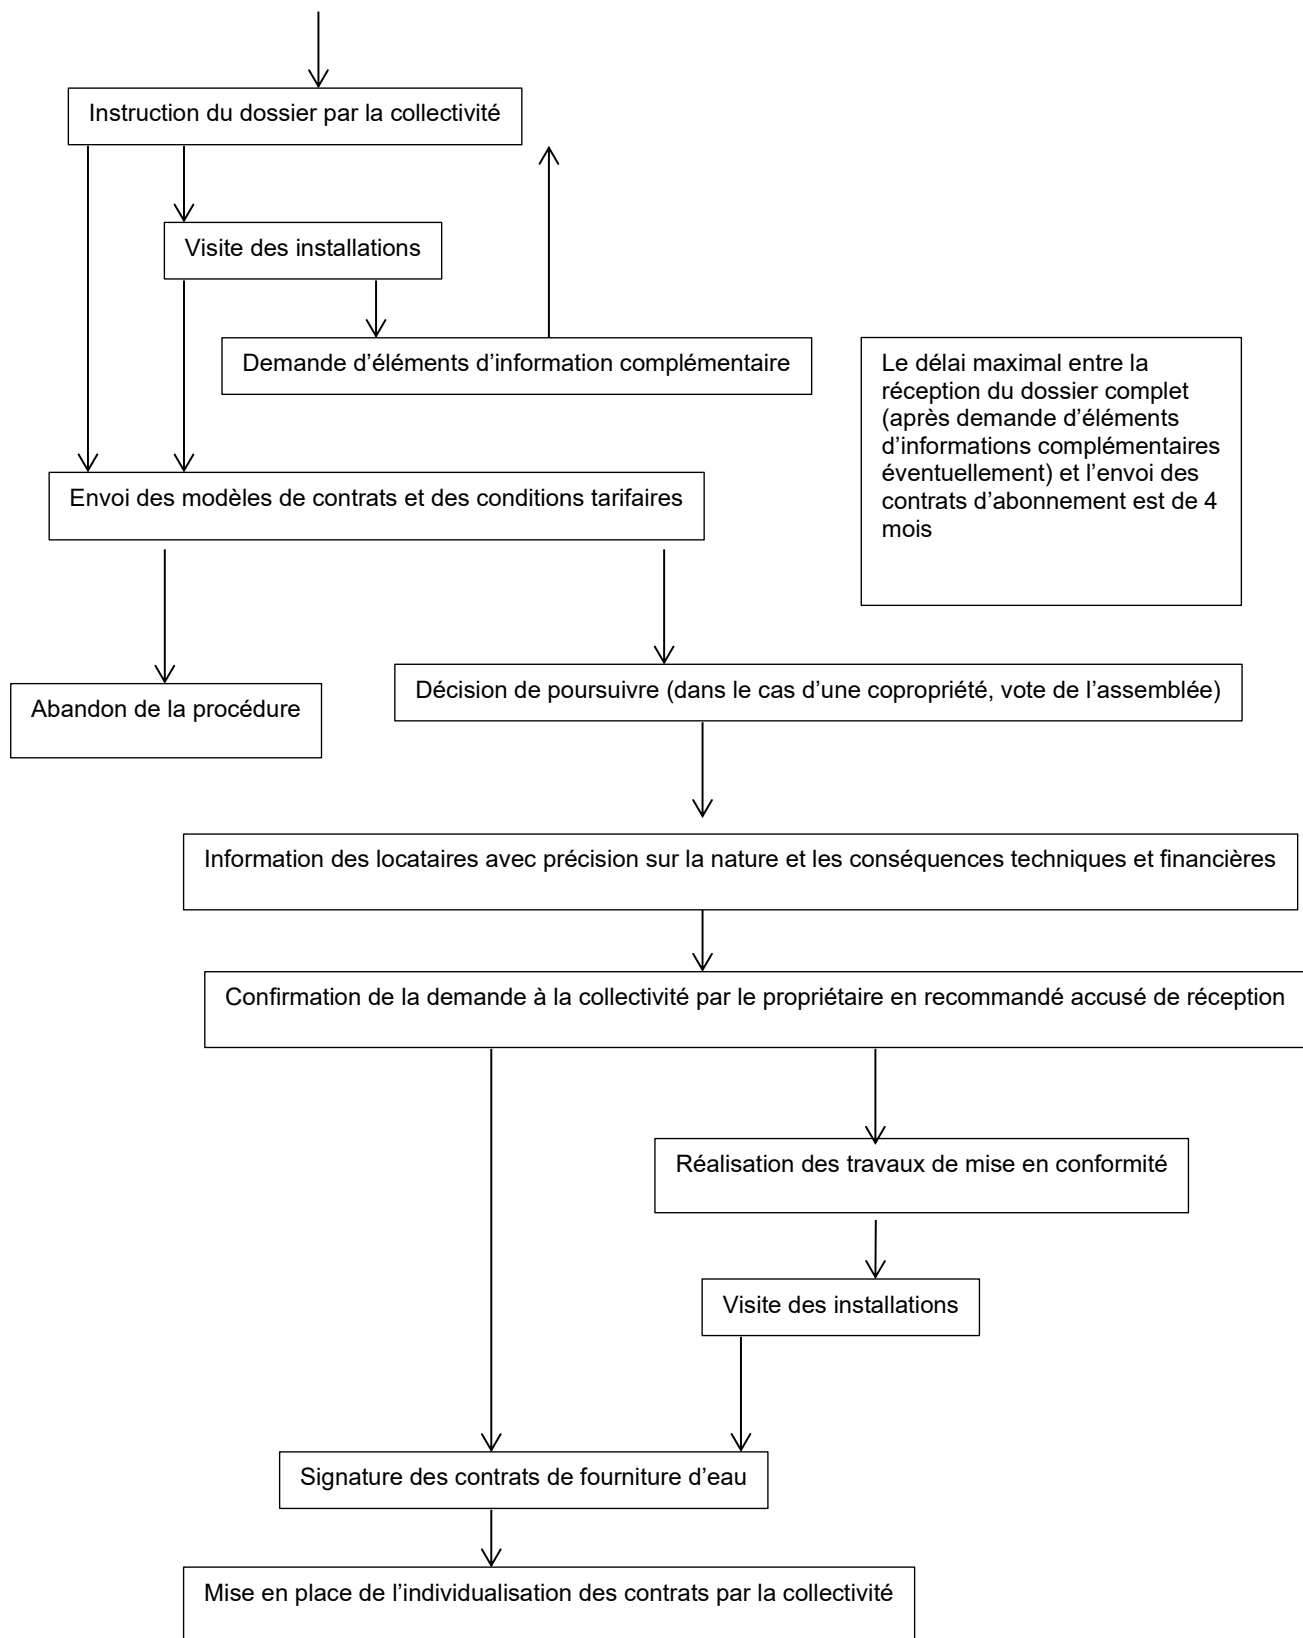 Instruction du dossier par la collectivité
Visite des installations
Demande d’éléments d’information complémentaire
Le délai maximal entre la
réception du dossier complet
(après demande d’éléments
d’informations complémentaires
éventuellement) et l’envoi des
contrats d’abonnement est de 4
mois
Envoi des modèles de contrats et des conditions tarifaires
Abandon de la procédure
Décision de poursuivre (dans le cas d’une copropriété, vote de l’assemblée)
Information des locataires avec précision sur la nature et les conséquences techniques et financières
Confirmation de la demande à la collectivité par le propriétaire en recommandé accusé de réception
Réalisation des travaux de mise en conformité
Visite des installations
Signature des contrats de fourniture d’eau
Mise en place de l’individualisation des contrats par la collectivité